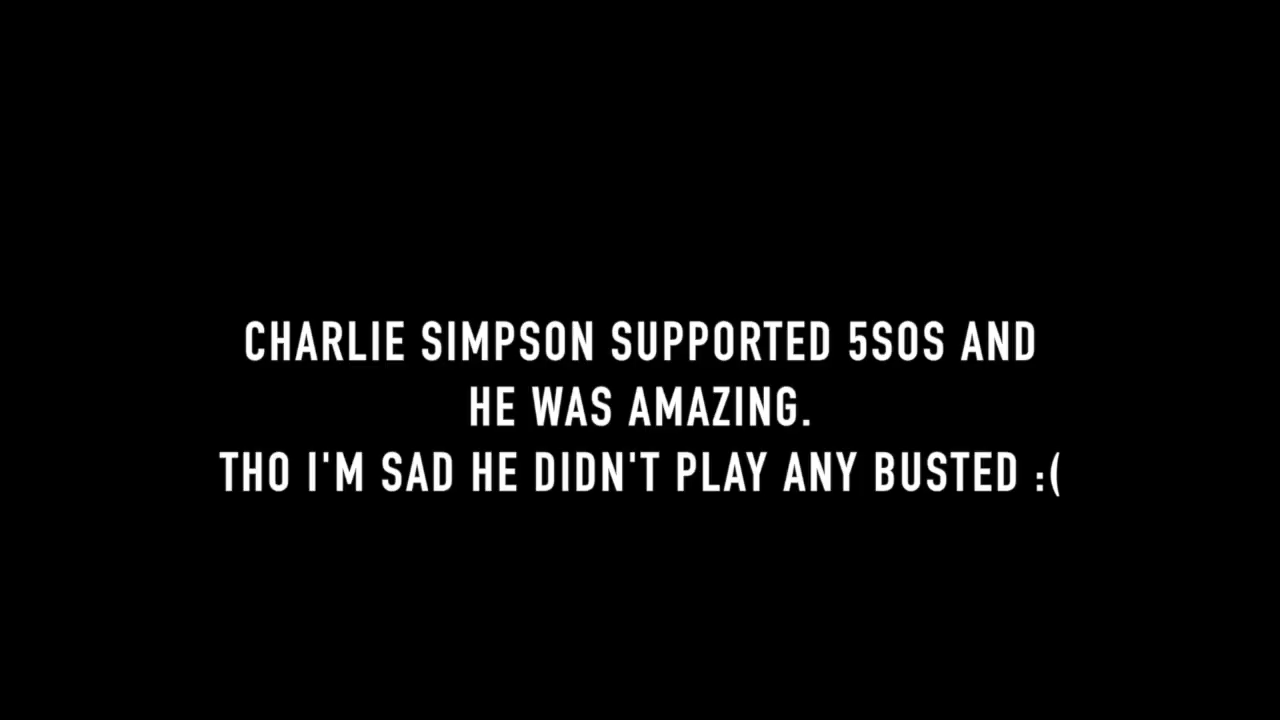 CHARLIE SIMPSON SUPPORTED 5SOS AND
HE WAS AMAZING.
THO I'M SAD HE DIDN'T PLAY ANY BUSTED :(